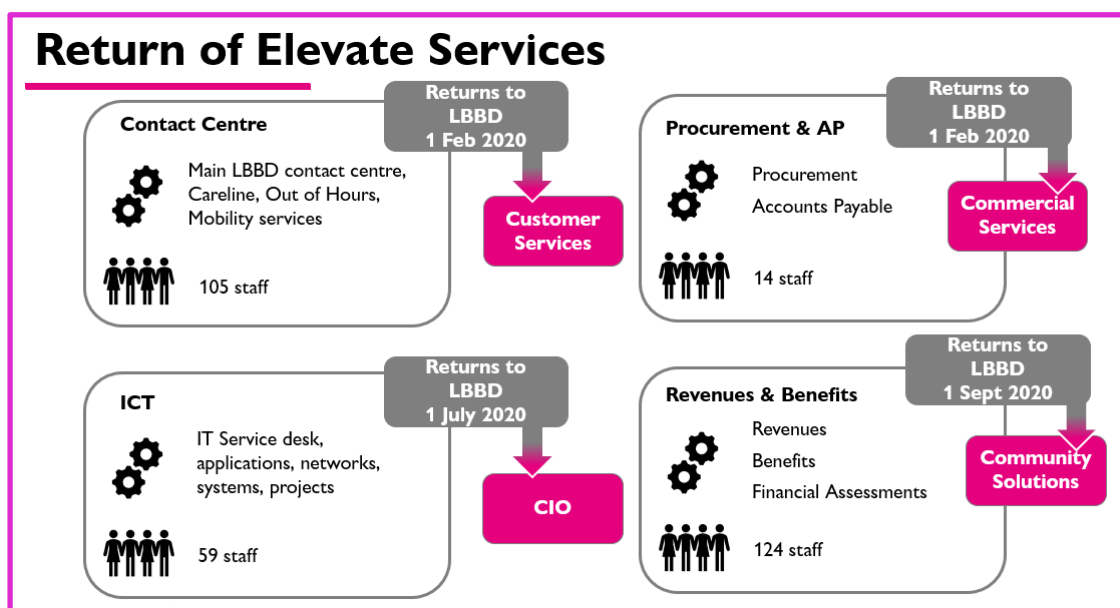 Return of Elevate Services
Contact Centre
Returns to
LBBD
1 Feb 2020
Main LBBD contact centre,
Careline, Out of Hours,
Mobility services
Customer
Services
105 staff
Procurement & AP
Returns to
LBBD
1 Feb 2020
Procurement
Accounts Payable
Commercial
Services
14 staff
ICT
Returns to
LBBD
1 July 2020
IT Service desk,
applications, networks,
systems, projects
CIO
59 staff
Revenues & Benefits
Returns to
LBBD
1 Sept 2020
Revenues
Benefits
Financial Assessments
Community
Solutions
124 staff